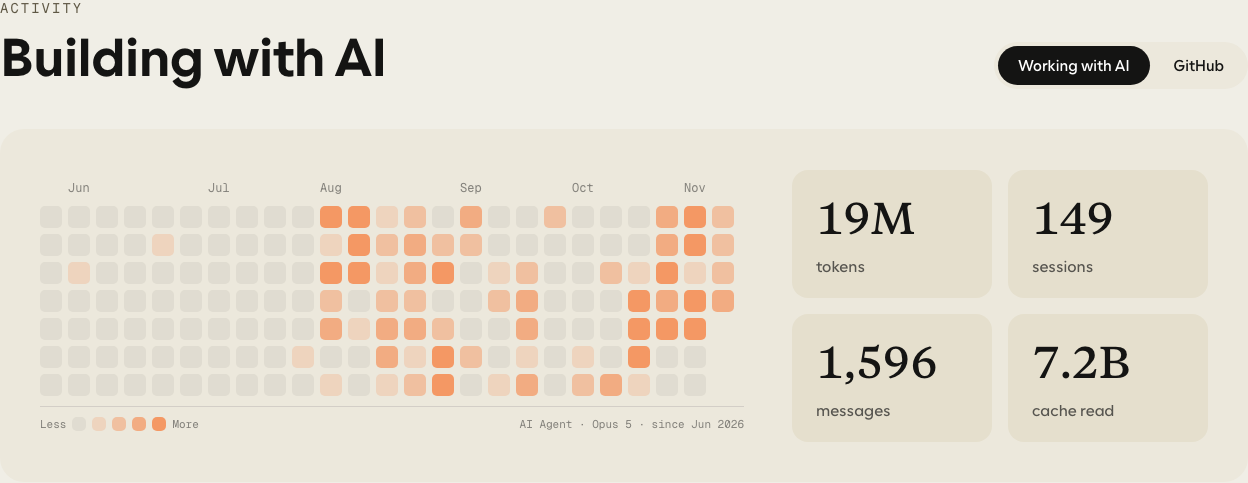 ACTIVITY
Building with AI
Working with AI
GitHub
Jun Jul Aug Sep Oct Nov
Less
More
AI Agent · Opus 5 · since Jun 2026
19M
tokens
149
sessions
1,596
messages
7.2B
cache read